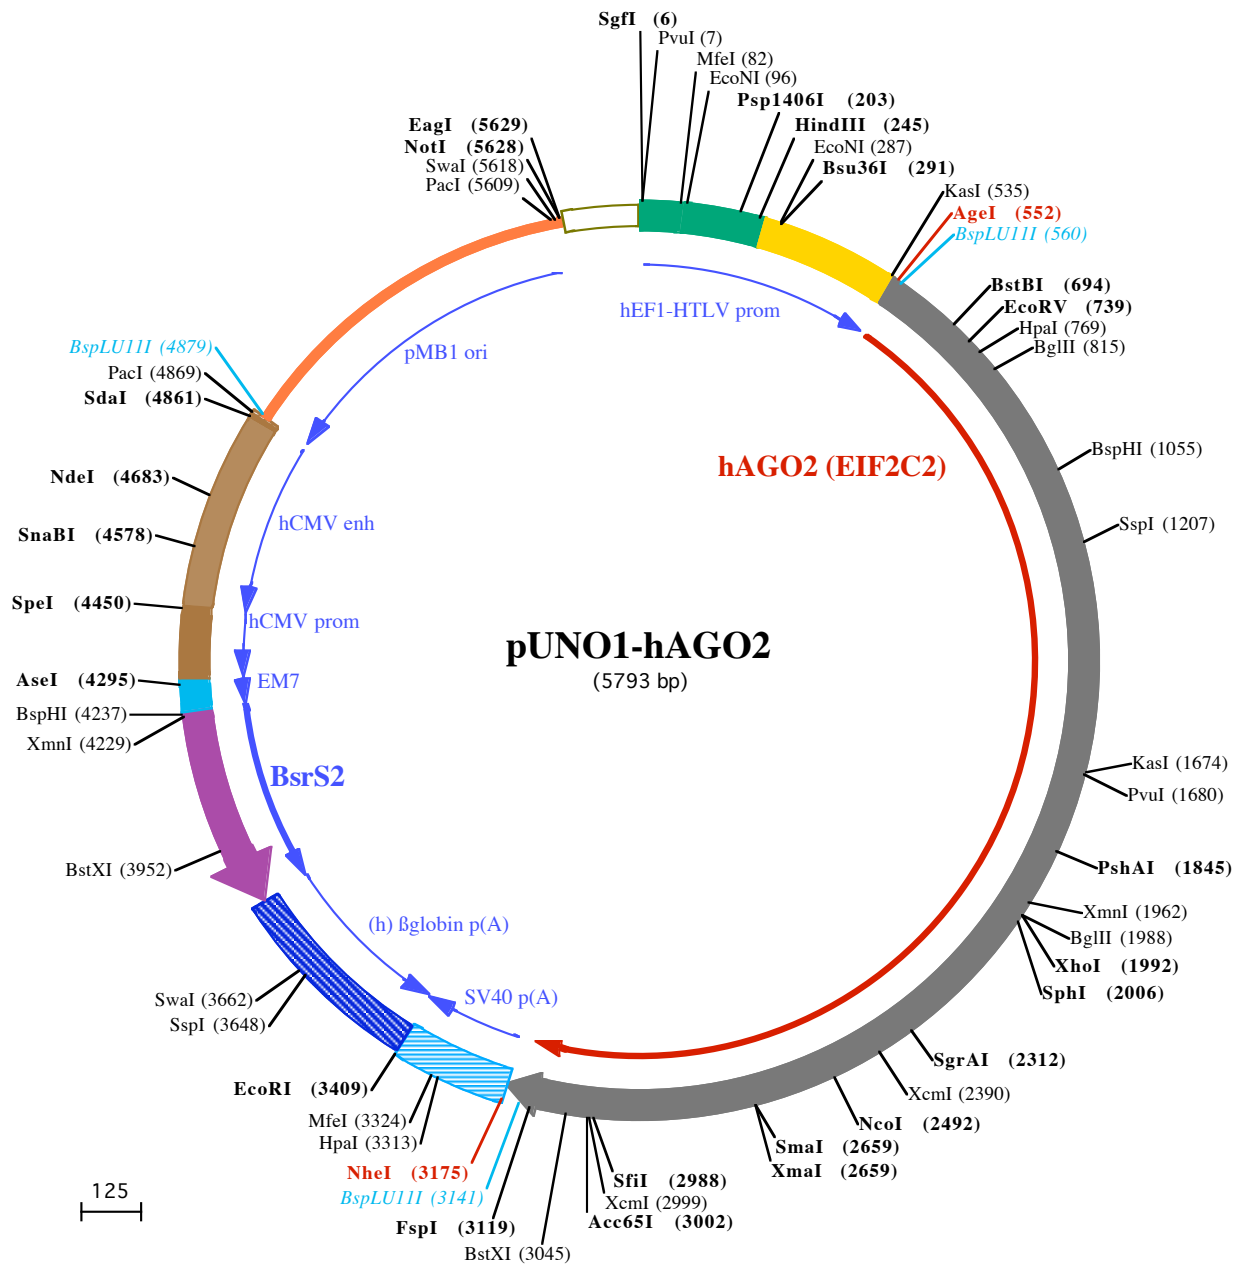 SgfI (6)
PvuI (7)
MfeI (82)
EcoNI (96)
Psp1406I (203)
HindIII (245)
EcoNI (287)
Bsu36I (291)
KasI (535)
AgeI (552)
BspLU11I (560)
BstBI (694)
EcoRV (739)
HpaI (769)
BglII (815)
BspHI (1055)
SspI (1207)
KasI (1674)
PvuI (1680)
PshAI (1845)
XmnI (1962)
BglII (1988)
XhoI (1992)
SphI (2006)
SgrAI (2312)
XcmI (2390)
NcoI (2492)
SmaI (2659)
XmaI (2659)
SfiI (2988)
XcmI (2999)
Acc65I (3002)
BstXI (3045)
FspI (3119)
BspLU11I (3141)
NheI (3175)
HpaI (3313)
MfeI (3324)
EcoRI (3409)
SspI (3648)
SwaI (3662)
BstXI (3952)
XmnI (4229)
BspHI (4237)
AseI (4295)
SpeI (4450)
SnaBI (4578)
NdeI (4683)
SdaI (4861)
PacI (4869)
BspLU11I (4879)
PacI (5609)
SwaI (5618)
NotI (5628)
EagI (5629)
hEF1-HTLV prom
hAGO2 (EIF2C2)
pMB1 ori
hCMV enh
hCMV prom
EM7
BsrS2
(h) ßglobin p(A)
SV40 p(A)
pUNO1-hAGO2
(5793 bp)
125